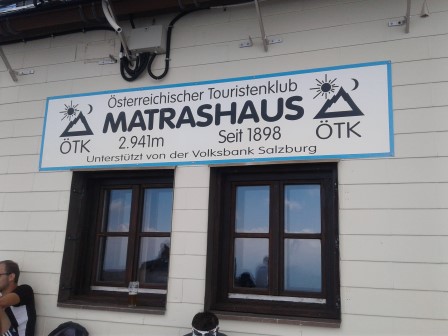 Österreichischer Touristenklub
MATRASHAUS
ÖTK 2.941m Seit 1898 ÖTK
Unterstützt von der Volksbank Salzburg